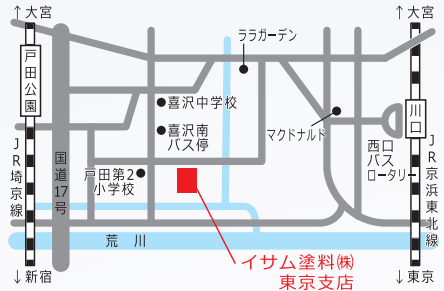 ↑大宮
↑大宮
ララガーデン
戸田公園
喜沢中学校
川口
マクドナルド
喜沢南
バス停
西口
バス
ロータリー
JR埼京線
国道17号
戸田第2
小学校
JR京浜東北線
荒川
イサム塗料㈱
東京支店
↓新宿
↓東京